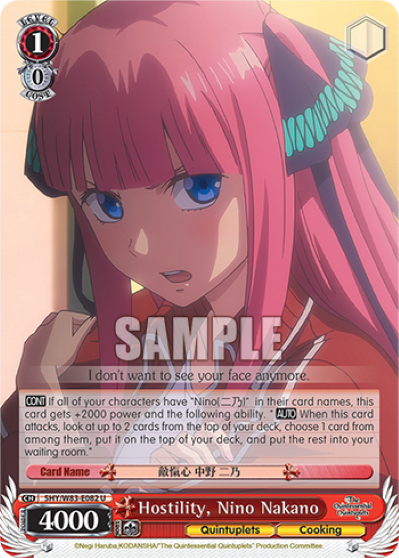 LEVEL
1
0
COST
SAMPLE
I don't want to see your face anymore.
CONT If all of your characters have "Nino(二乃)" in their card names, this
card gets +2000 power and the following ability. " AUTO When this card
attacks, look at up to 2 cards from the top of your deck, choose 1 card from
among them, put it on the top of your deck, and put the rest into your
waiting room."
Card Name 敵愾心 中野 二乃
CH 5HY/W83-E082 U
4000
Hostility, Nino Nakano
The Quintessential Quintuplets
Quintuplets Cooking
©Negi Haruba,KODANSHA/"The Quintessential Quintuplets" Production Committee